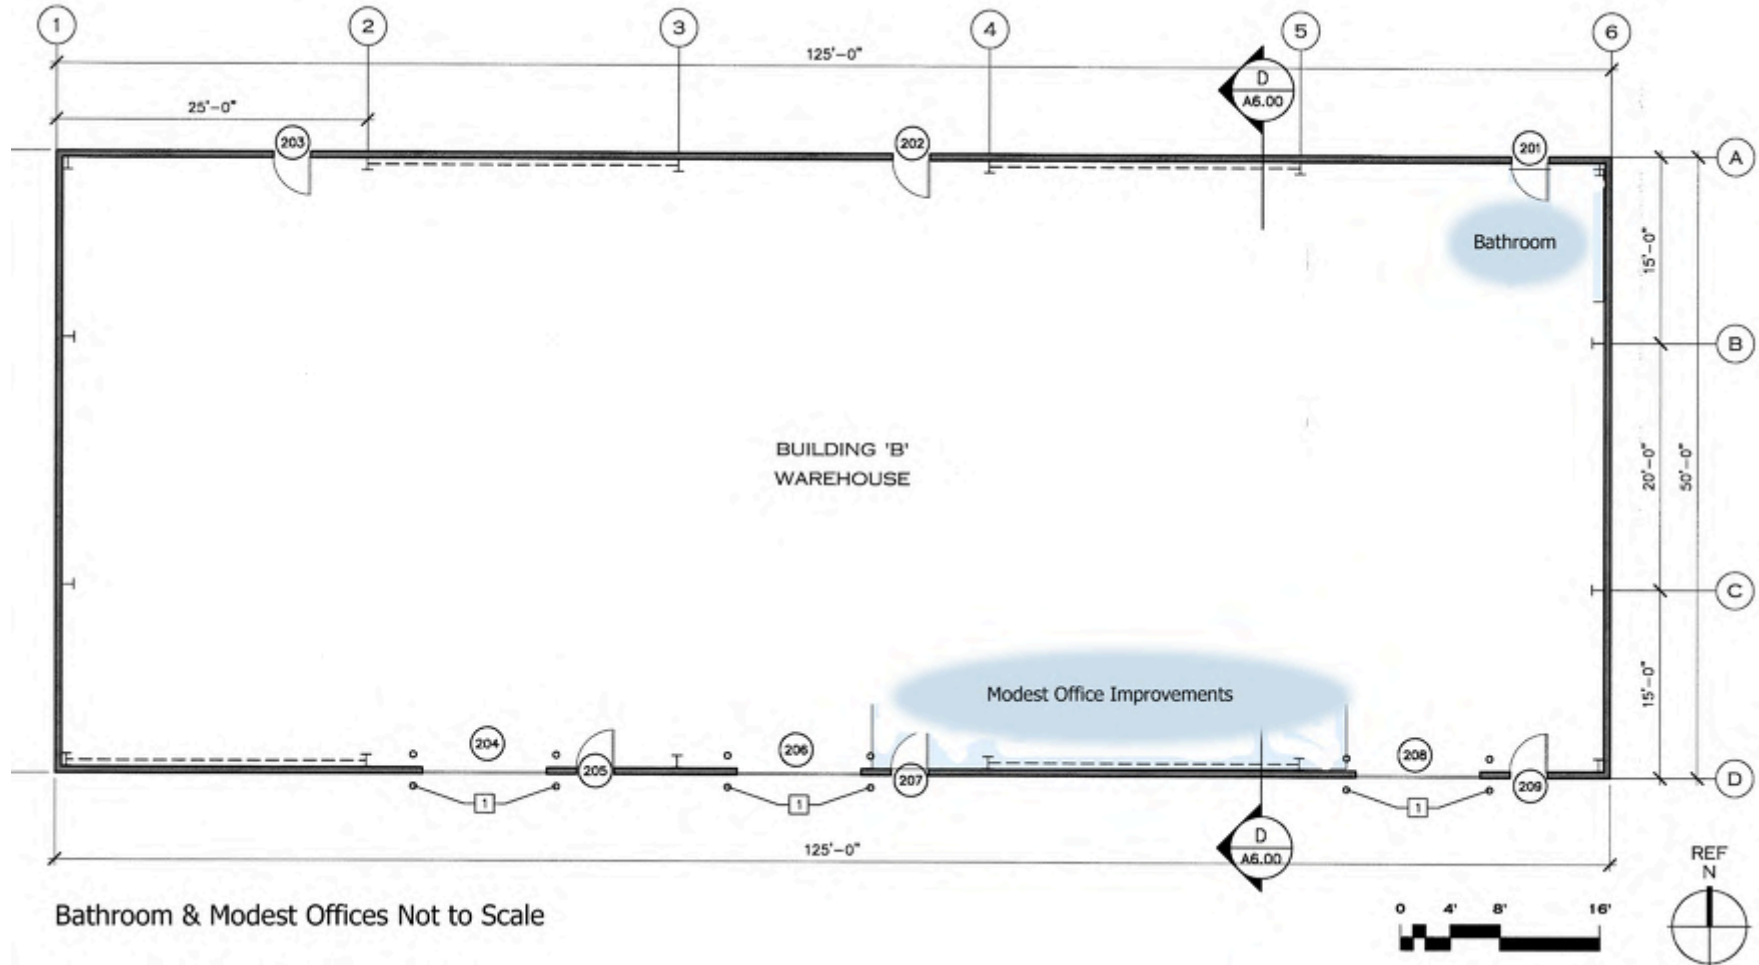 1 2 3 4 5 6
125'-0"
D
A6.00
25'-0"
203 202 201
A
Bathroom
15'-0"
B
BUILDING 'B'
WAREHOUSE
20'-0" 50'-0"
C
Modest Office Improvements
15'-0"
204 205 206 207 208 209
D
1 1 1
125'-0"
D
A6.00
REF
N
Bathroom & Modest Offices Not to Scale
0 4' 8' 16'